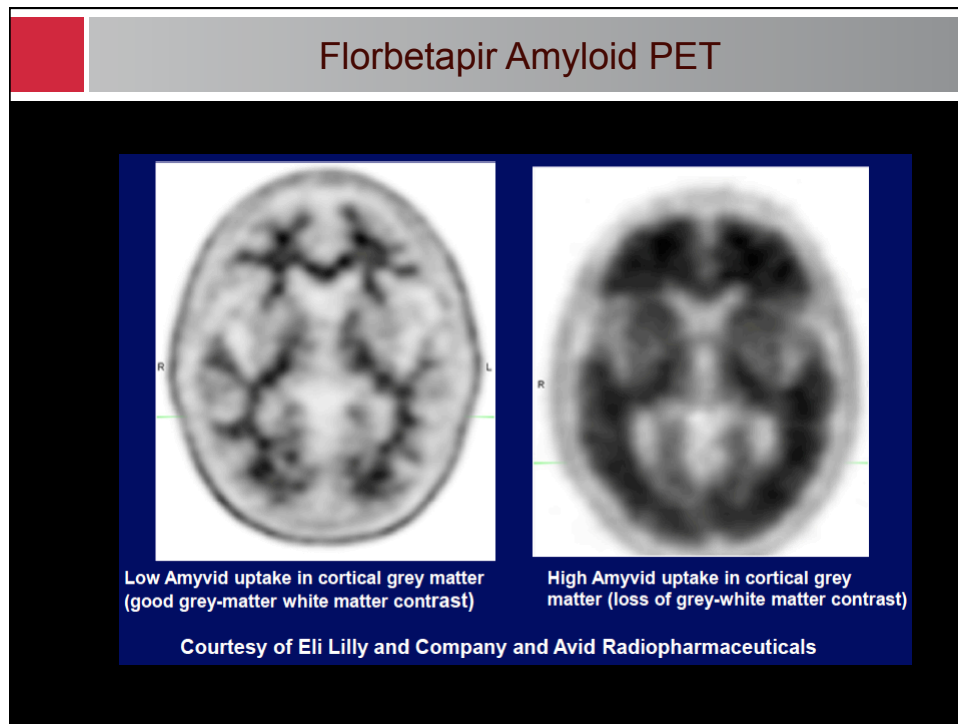 Florbetapir Amyloid PET
R
L
R
Low Amyvid uptake in cortical grey matter
(good grey-matter white matter contrast)
High Amyvid uptake in cortical grey
matter (loss of grey-white matter contrast)
Courtesy of Eli Lilly and Company and Avid Radiopharmaceuticals